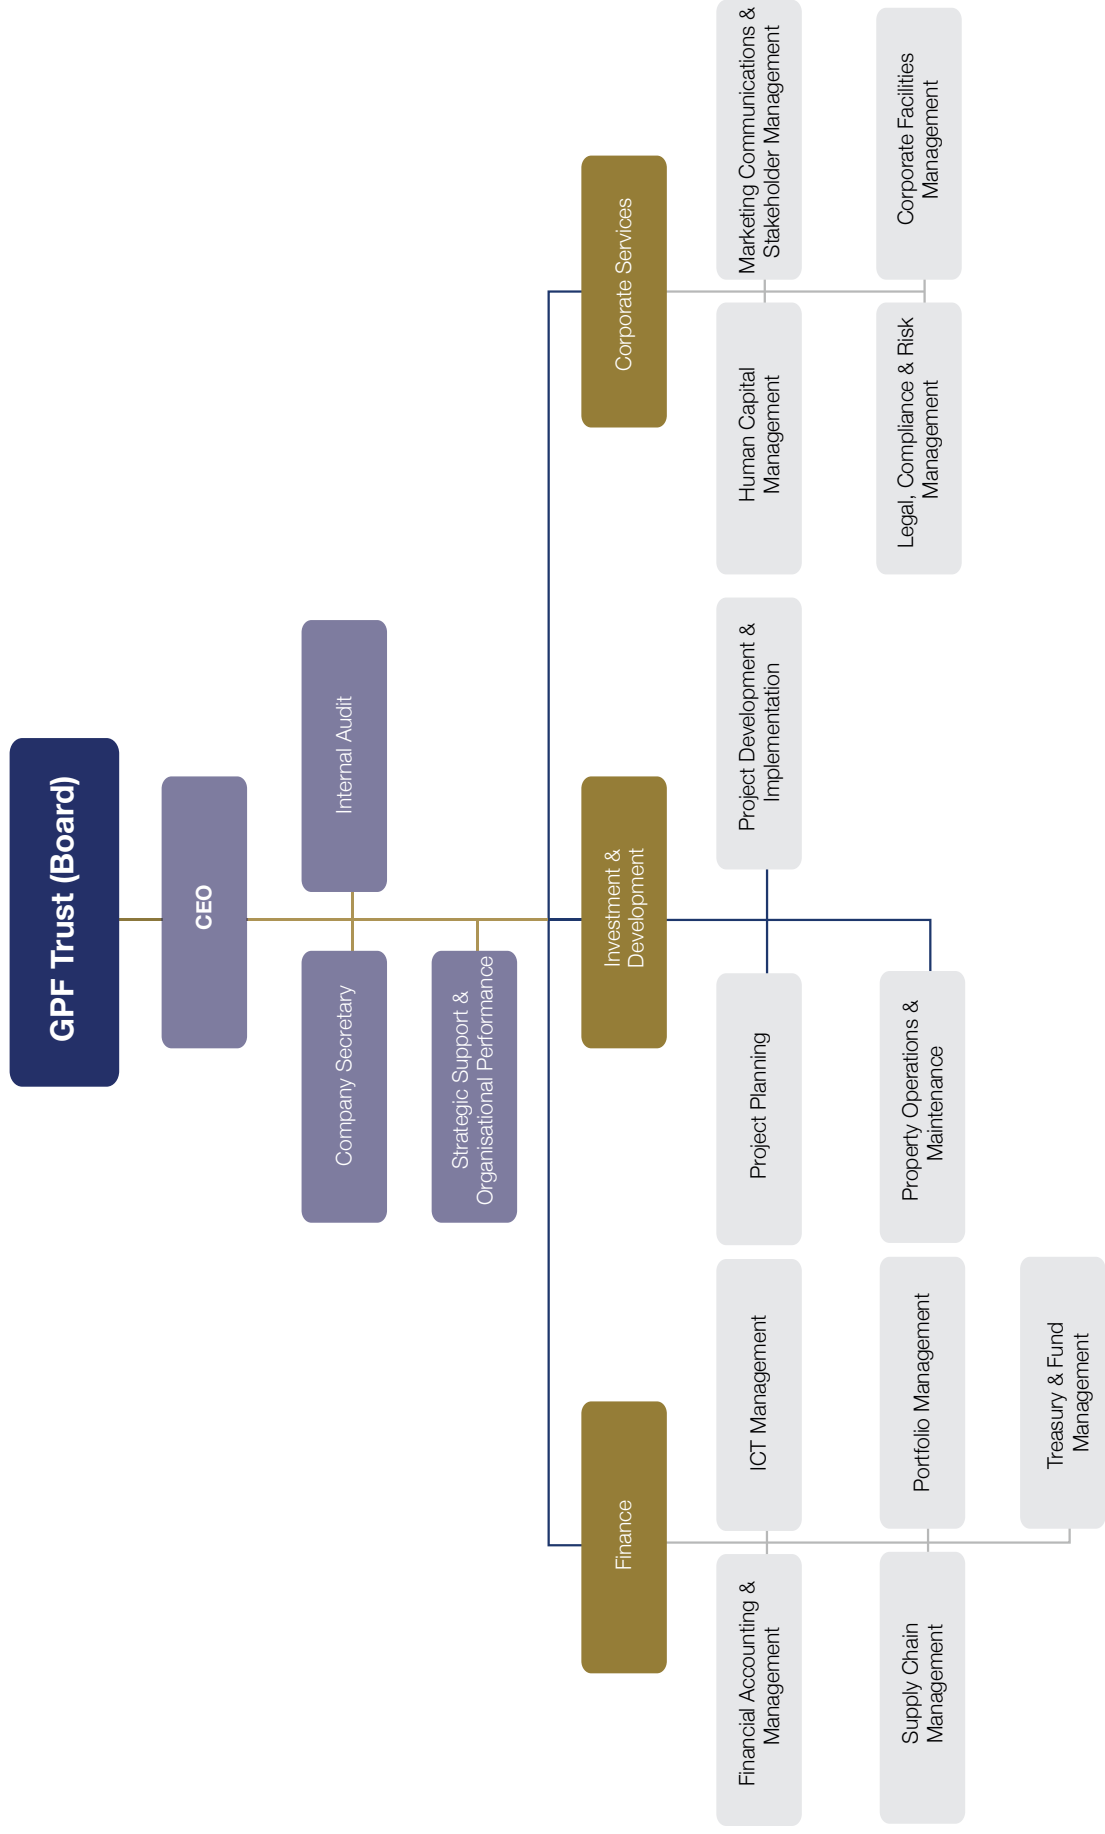 GPF Trust (Board)
CEO
Company Secretary
Internal Audit
Strategic Support &
Organisational Performance
Finance
Investment &
Development
Corporate Services
Financial Accounting &
Management
ICT Management
Project Planning
Project Development &
Implementation
Human Capital
Management
Marketing Communications &
Stakeholder Management
Supply Chain
Management
Portfolio Management
Property Operations &
Maintenance
Legal, Compliance & Risk
Management
Corporate Facilities
Management
Treasury & Fund
Management